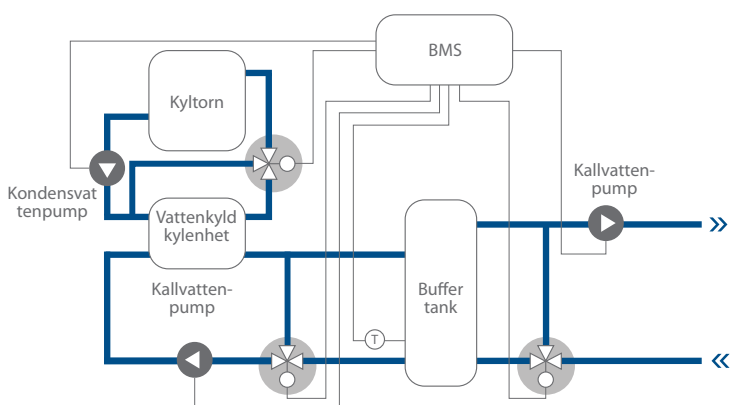 BMS
Kyltorn
Kallvatten-
pump
Kondensvat
tenpump
Vattenkyld
kylenhet
Kallvatten-
pump
Buffer
tank
T